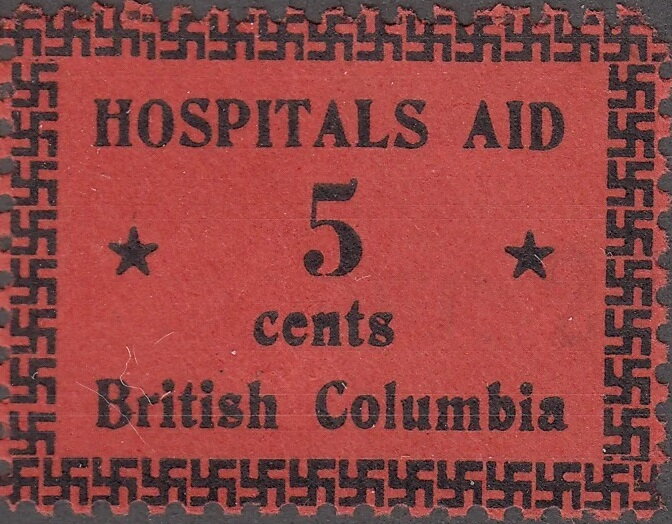 HOSPITALS AID
5
cents
British Columbia